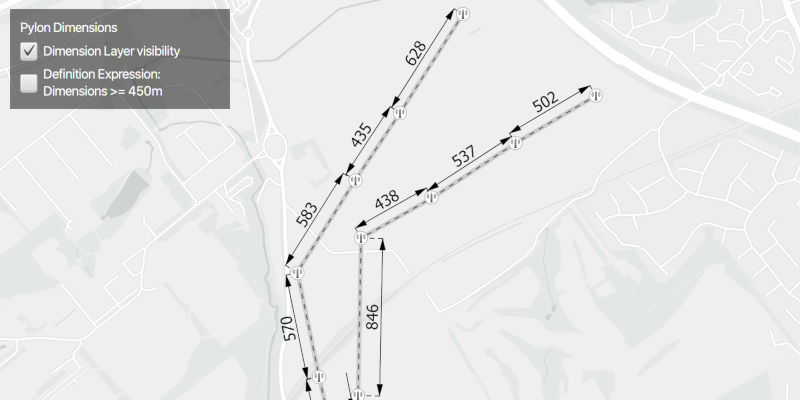 Pylon Dimensions
Dimension Layer visibility
Definition Expression:
Dimensions >= 450m
628
502
435
537
438
583
570
846